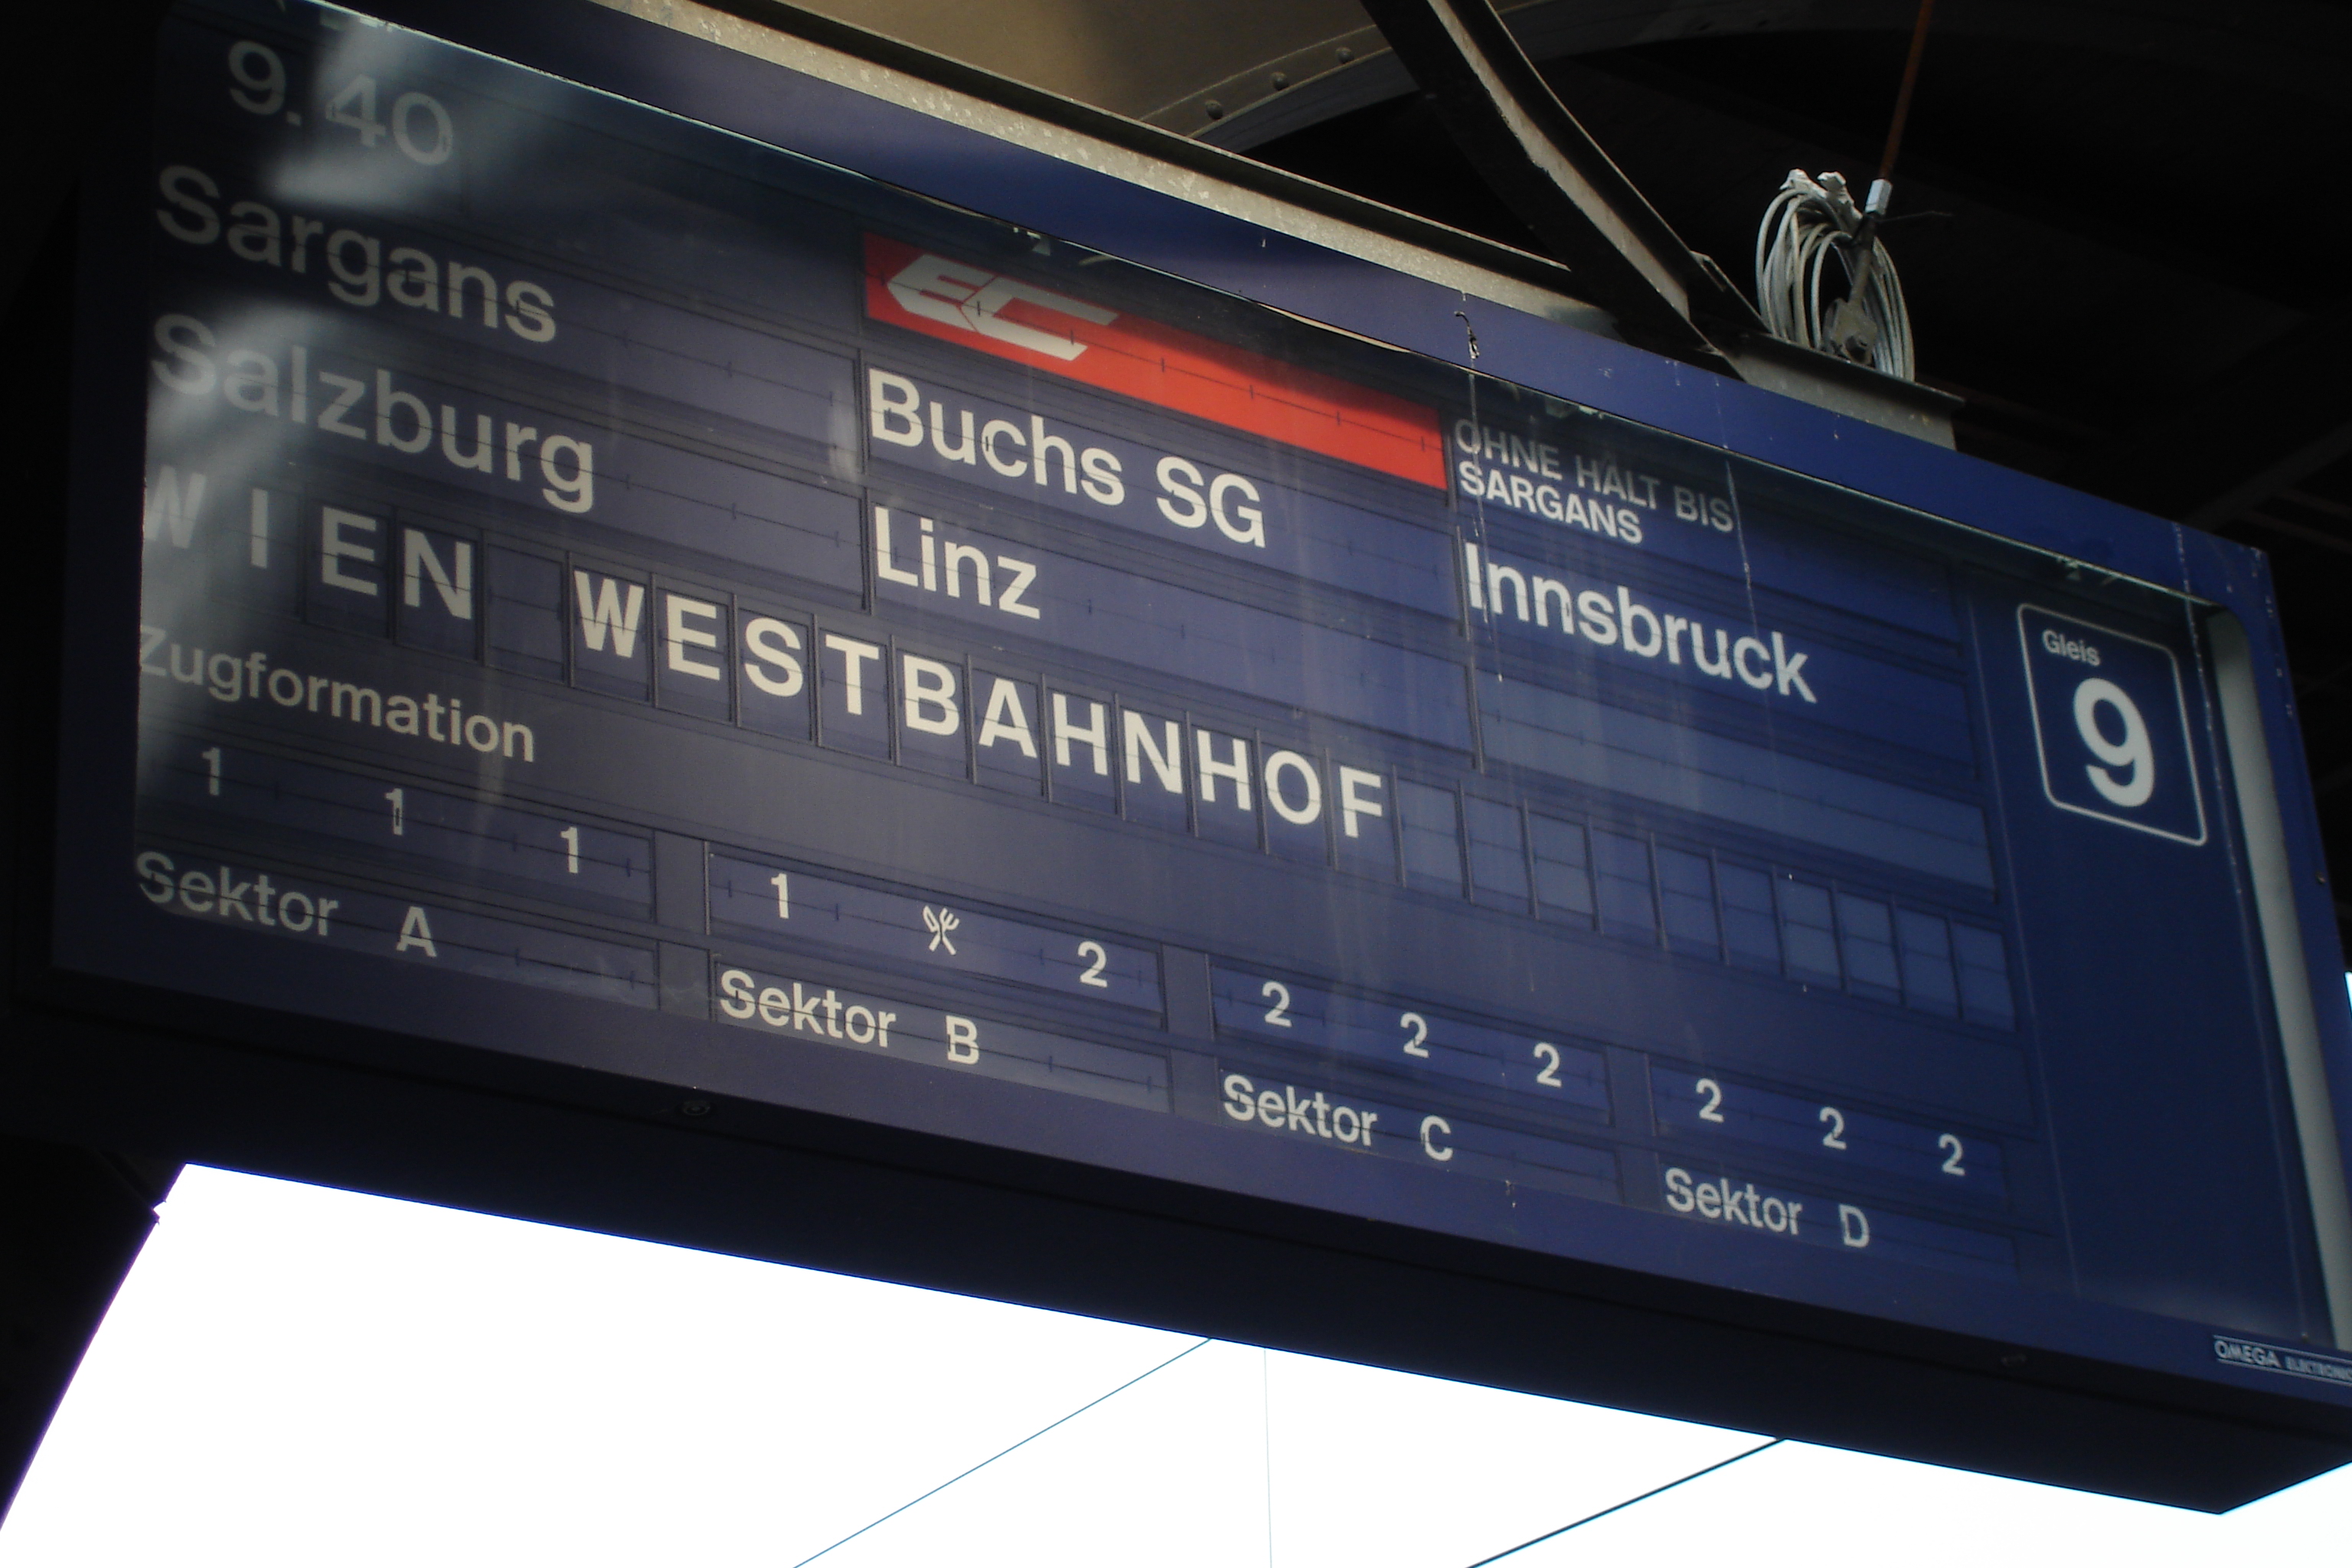 9.40 EC OHNE HALT BIS
SARGANS
Sargans Buchs SG Innsbruck
Salzburg Linz
WIEN WESTBAHNHOF
Gleis
9
Zugformation
1 1 1 1 2 2 2 2 2 2 2
Sektor A Sektor B Sektor C Sektor D
OMEGA ELEKTRONIK